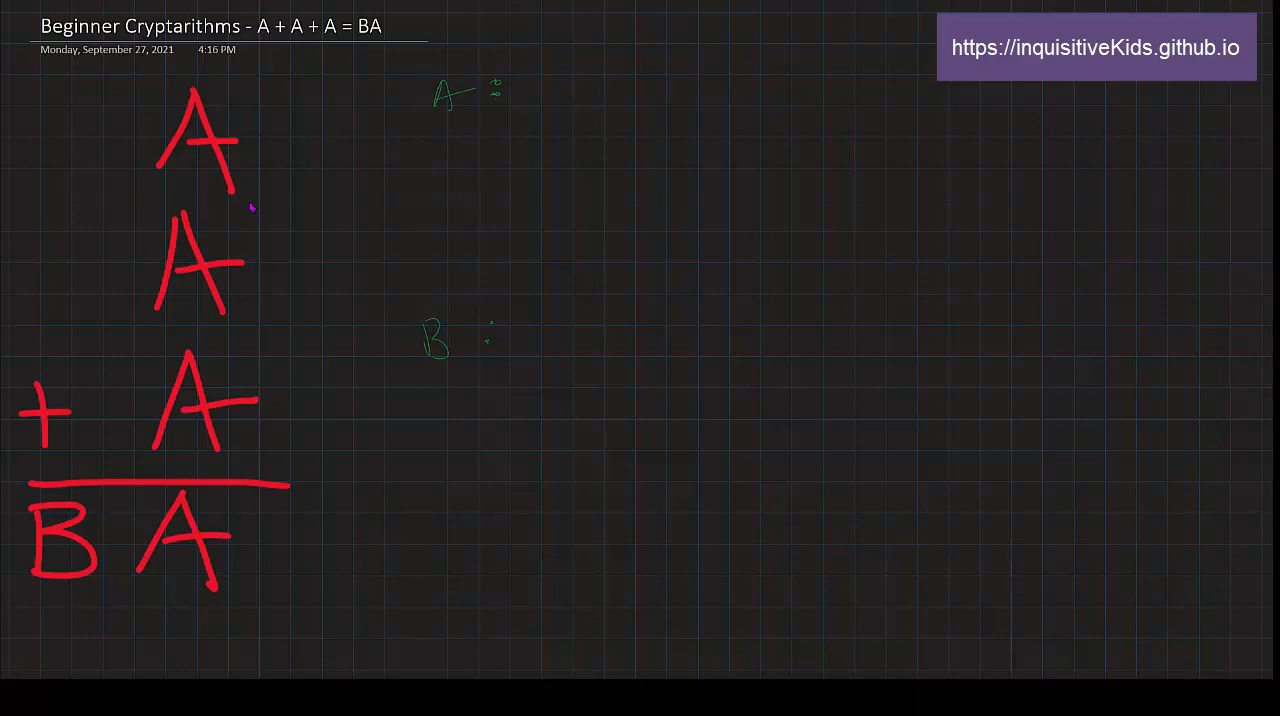 Beginner Cryptarithms - A + A + A = BA
Monday, September 27, 2021 4:16 PM
https://inquisitiveKids.github.io
A :
A
A
B :
+ A
B A